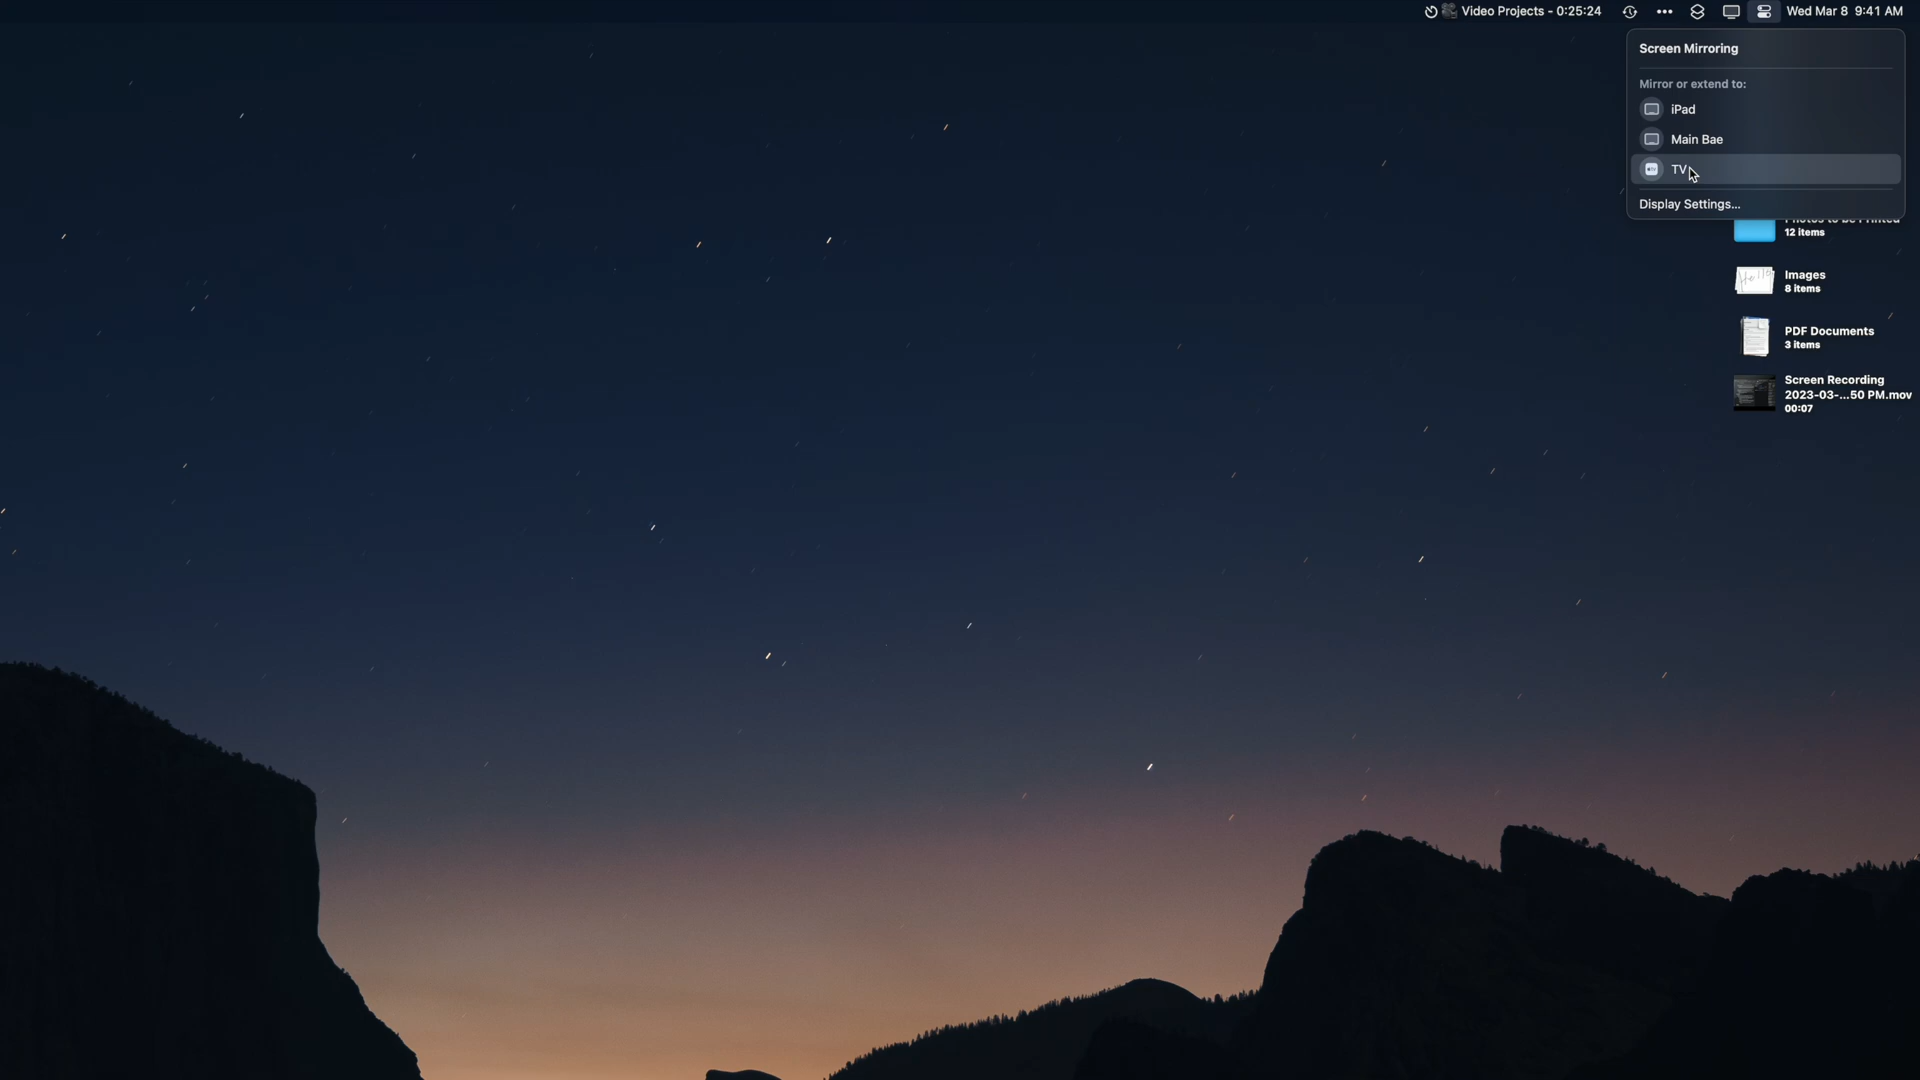 Video Projects - 0:25:24
Wed Mar 8 9:41 AM
Screen Mirroring
Mirror or extend to:
iPad
Main Bae
TV
Display Settings...
Photos to be Printed
12 items
Images
8 items
Hello
PDF Documents
3 items
Screen Recording
2023-03-...50 PM.mov
00:07